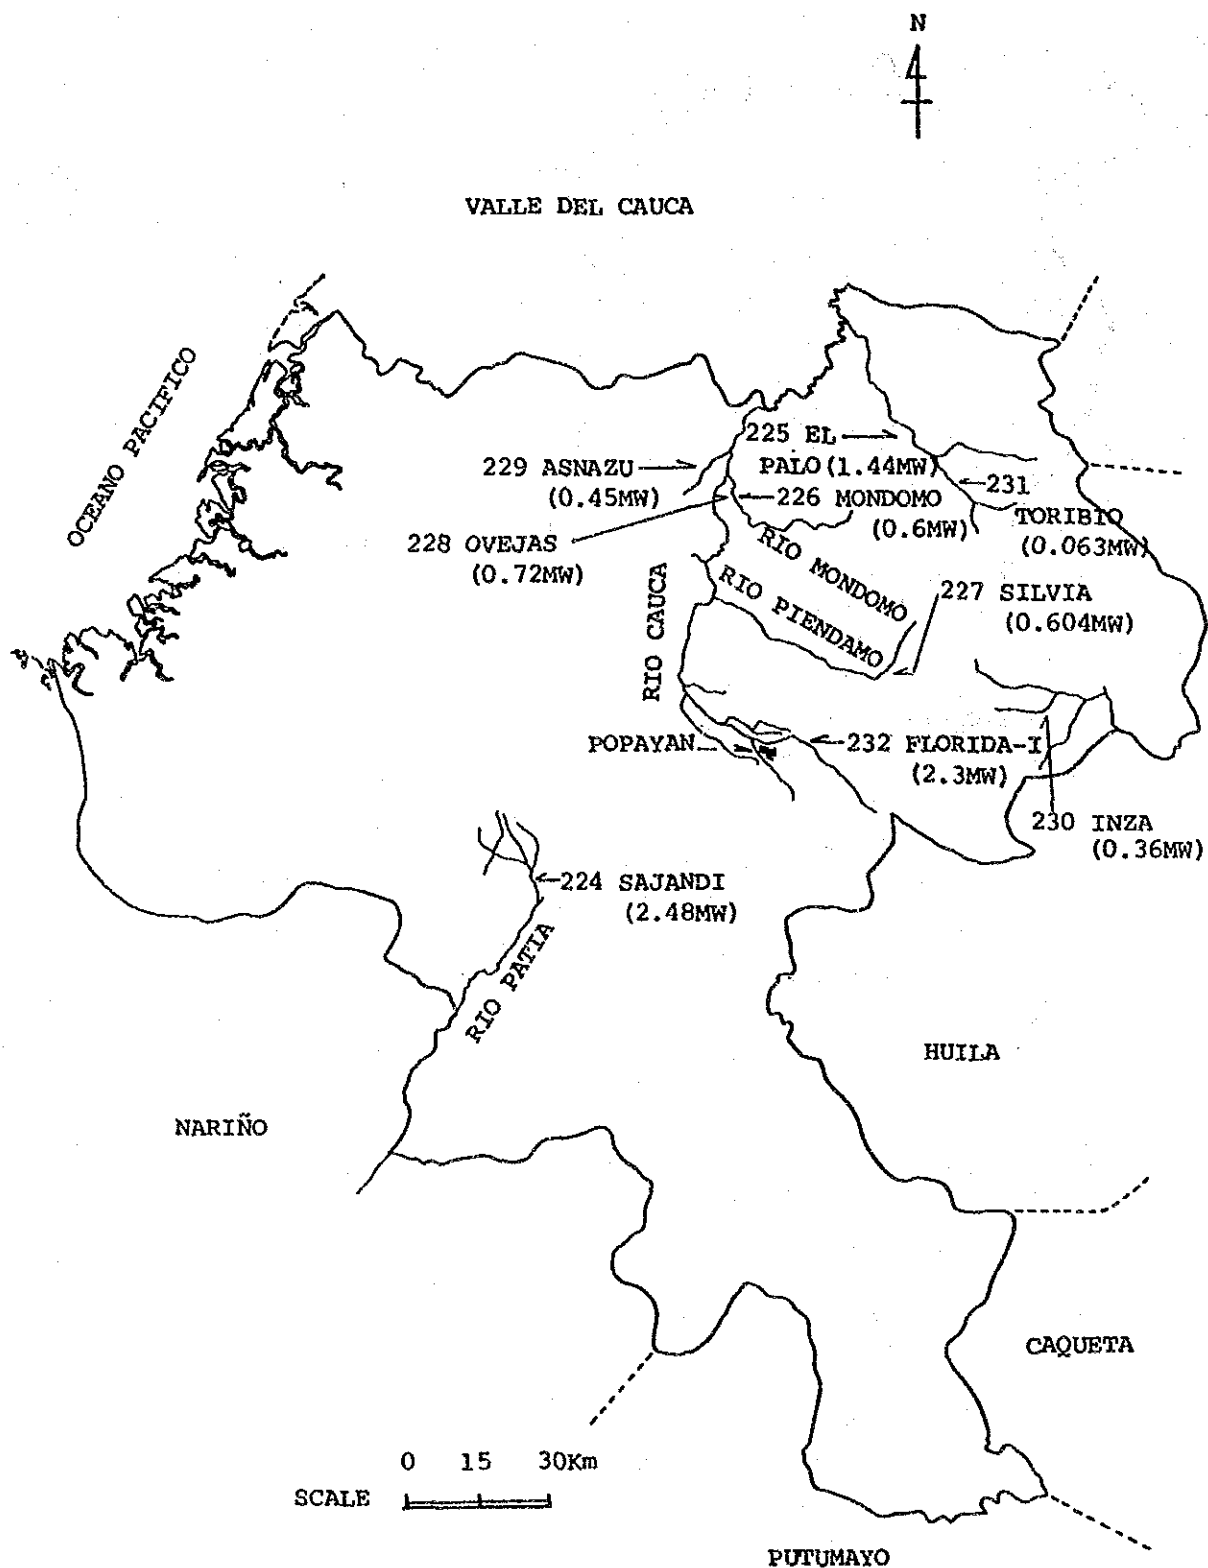 N
VALLE DEL CAUCA
OCEANO PACIFICO
225 EL
PALO(1.44MW)
229 ASNAZU
(0.45MW)
226 MONDOMO
(0.6MW)
231
TORIBIO
(0.063MW)
228 OVEJAS
(0.72MW)
RIO MONDOMO
RIO PIENDAMO
RIO CAUCA
227 SILVIA
(0.604MW)
POPAYAN
232 FLORIDA-I
(2.3MW)
230 INZA
(0.36MW)
224 SAJANDI
(2.48MW)
RIO PATIA
HUILA
NARIÑO
CAQUETA
0 15 30Km
SCALE
PUTUMAYO